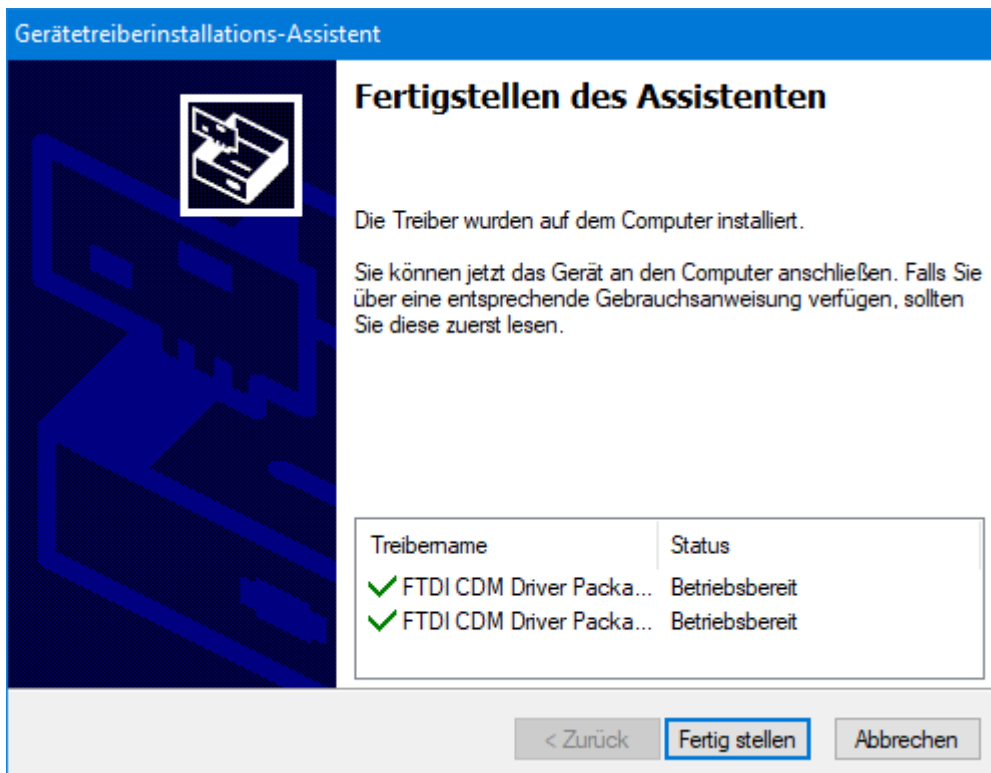 Gerätetreiberinstallations-Assistent
Fertigstellen des Assistenten
Die Treiber wurden auf dem Computer installiert.
Sie können jetzt das Gerät an den Computer anschließen. Falls Sie
über eine entsprechende Gebrauchsanweisung verfügen, sollten
Sie diese zuerst lesen.
Treibername Status
FTDI CDM Driver Packa... Betriebsbereit
FTDI CDM Driver Packa... Betriebsbereit
< Zurück Fertig stellen Abbrechen